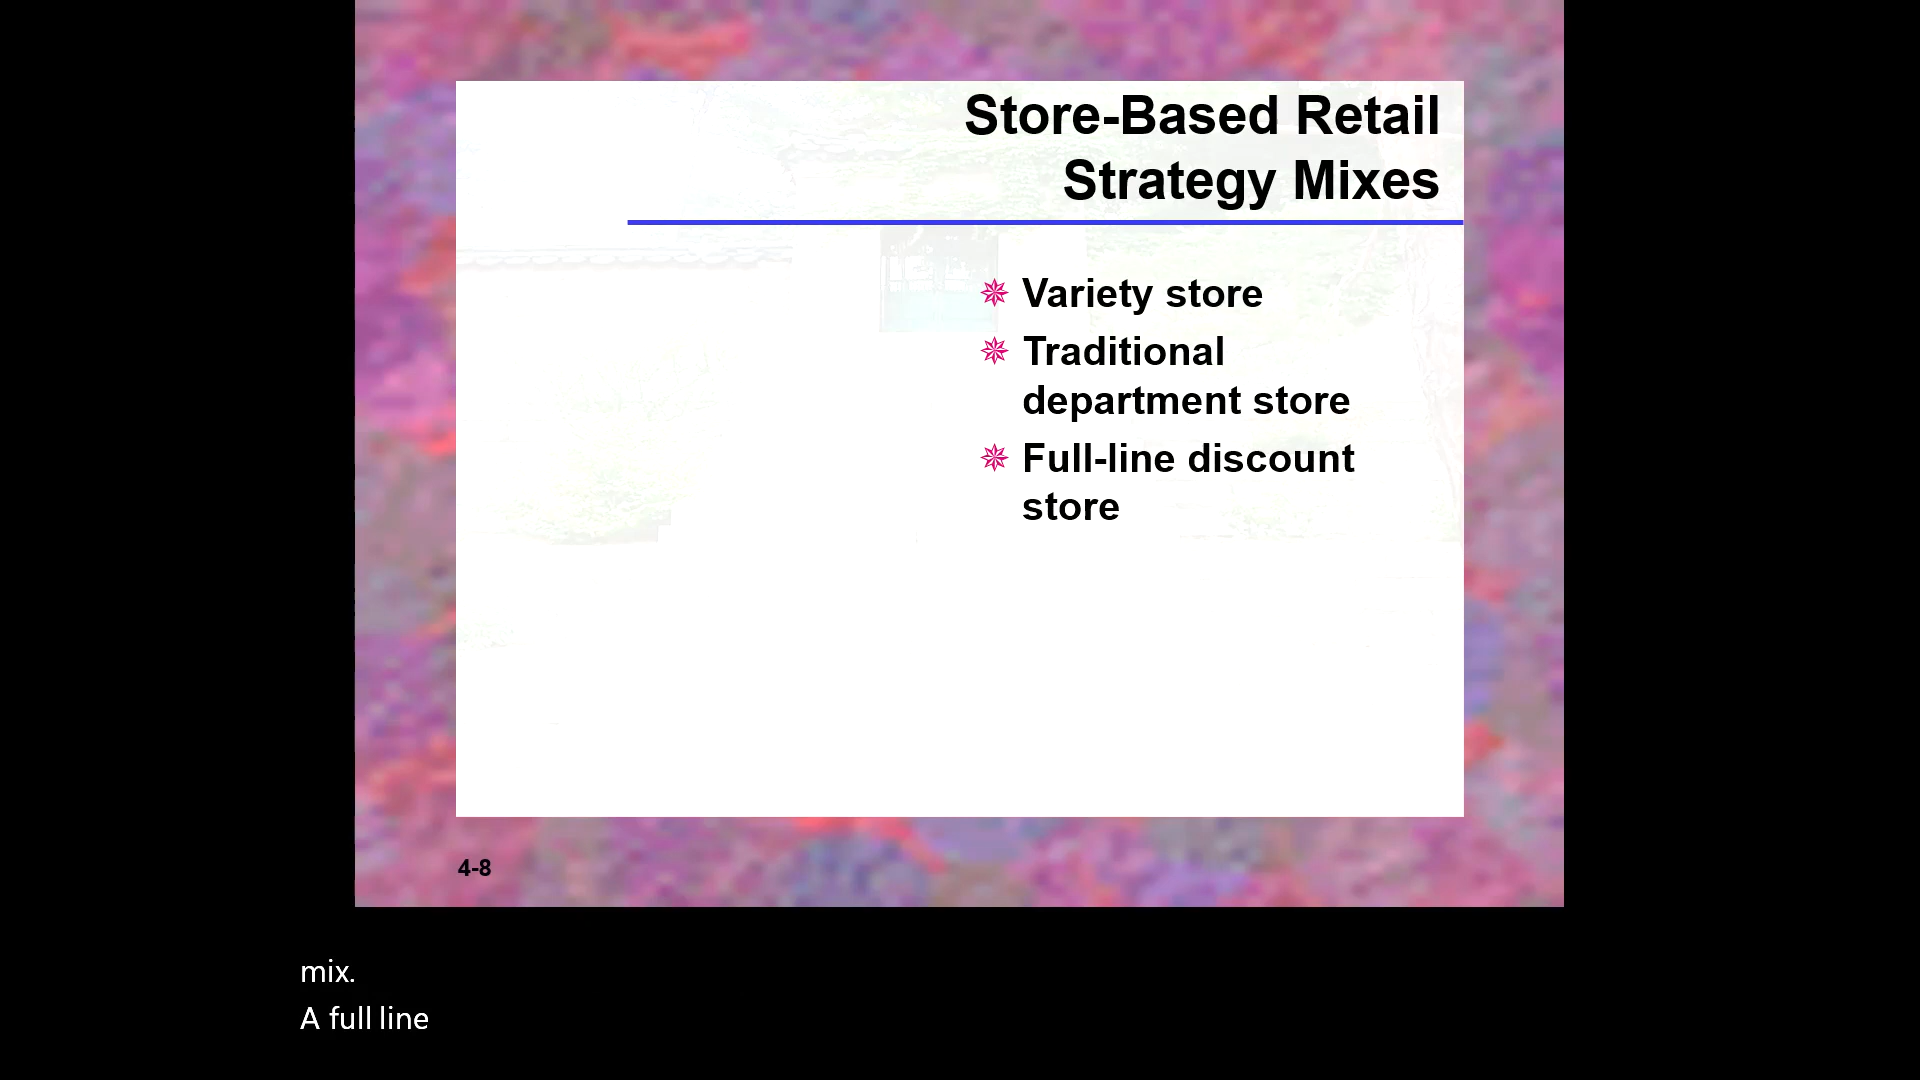 Store-Based Retail
Strategy Mixes
Variety store
Traditional
department store
Full-line discount
store
4-8
mix.
A full line